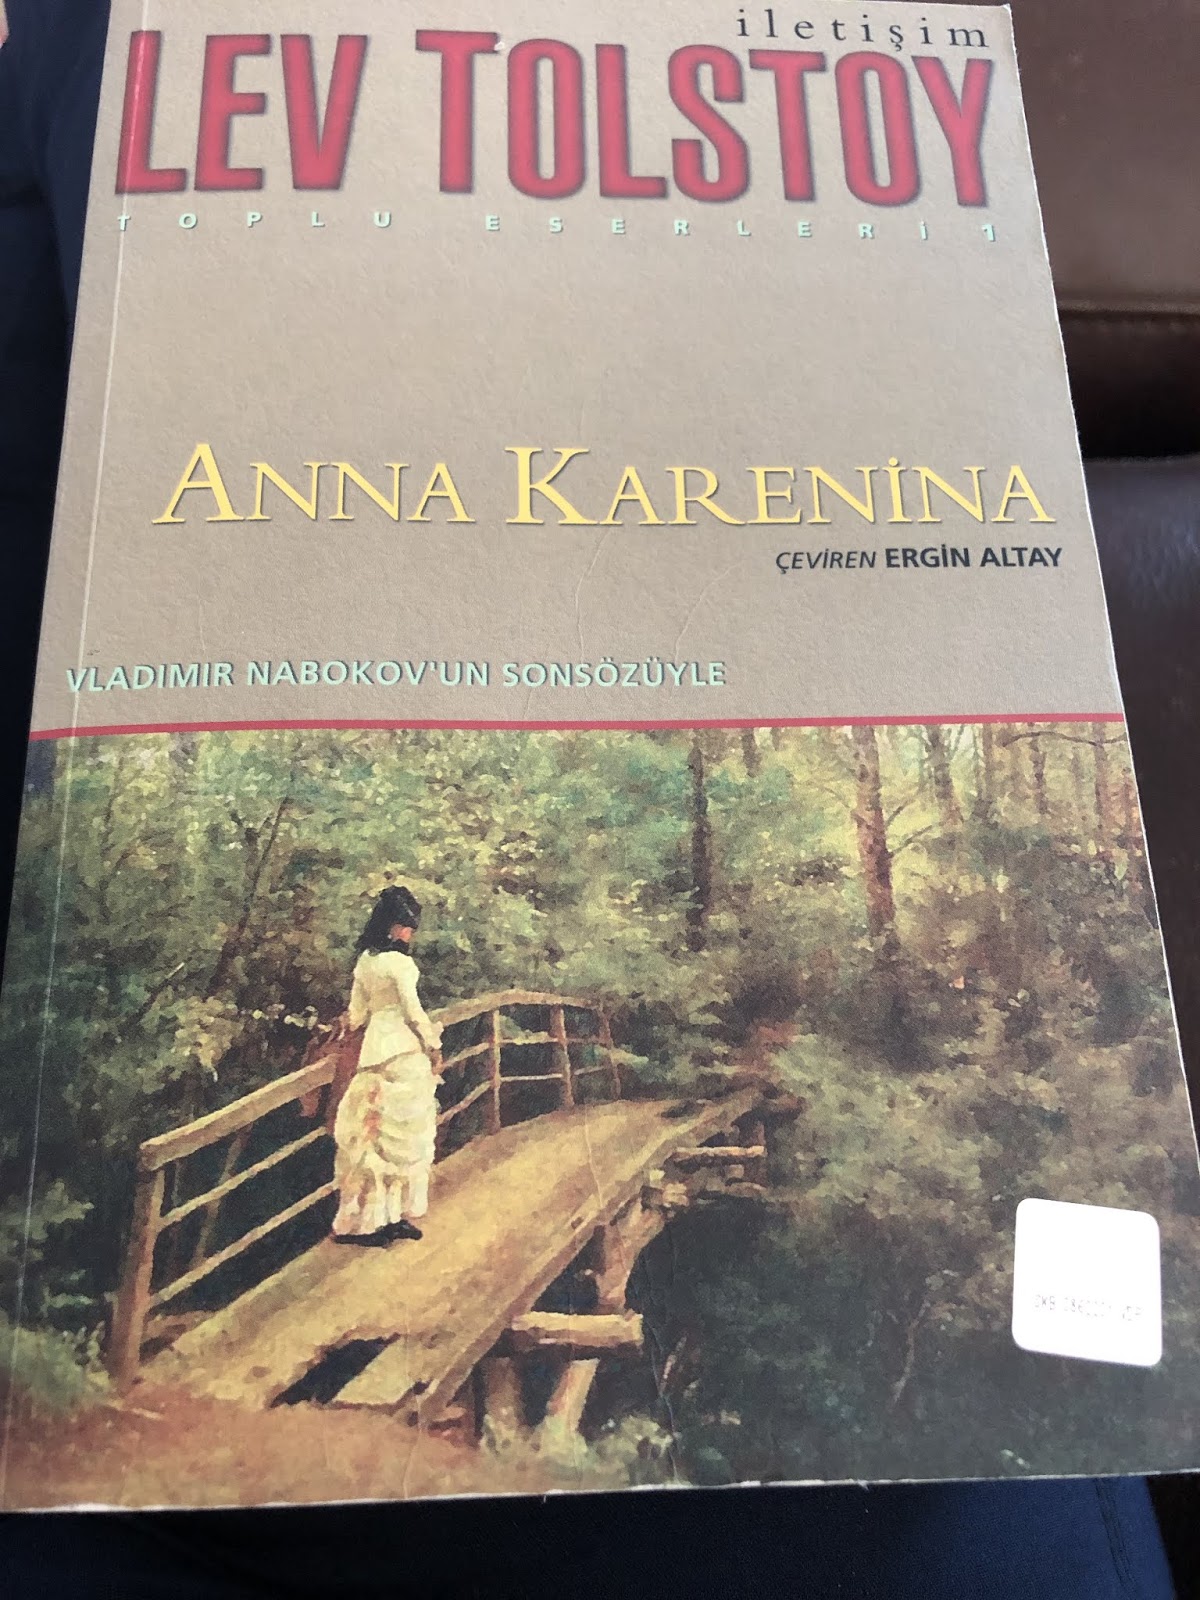 iletişim
LEV TOLSTOY
TOPLU ESERLERİ 1
ANNA KARENİNA
ÇEVİREN ERGİN ALTAY
VLADIMIR NABOKOV'UN SONSÖZÜYLE